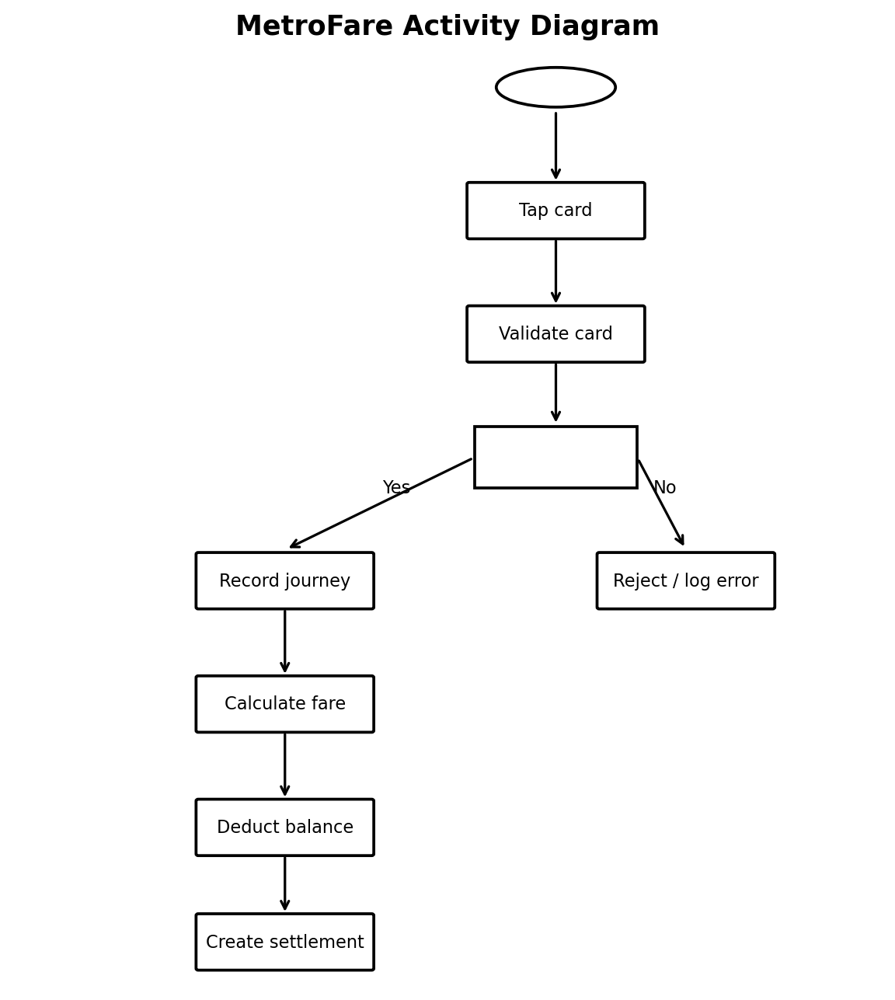 MetroFare Activity Diagram
Tap card
Validate card
Yes
No
Record journey
Reject / log error
Calculate fare
Deduct balance
Create settlement